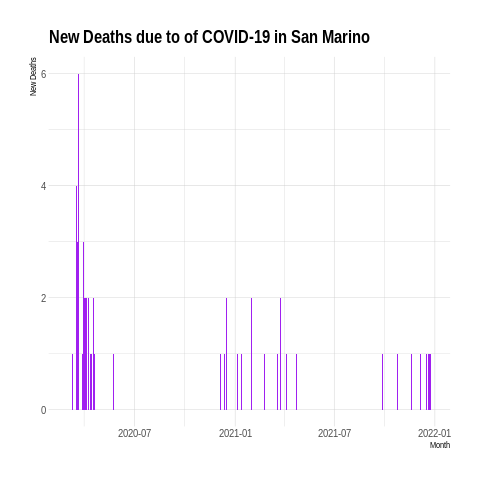 New Deaths due to of COVID-19 in San Marino
New Deaths
6
4
2
0
2020-07 2021-01 2021-07 2022-01
Month